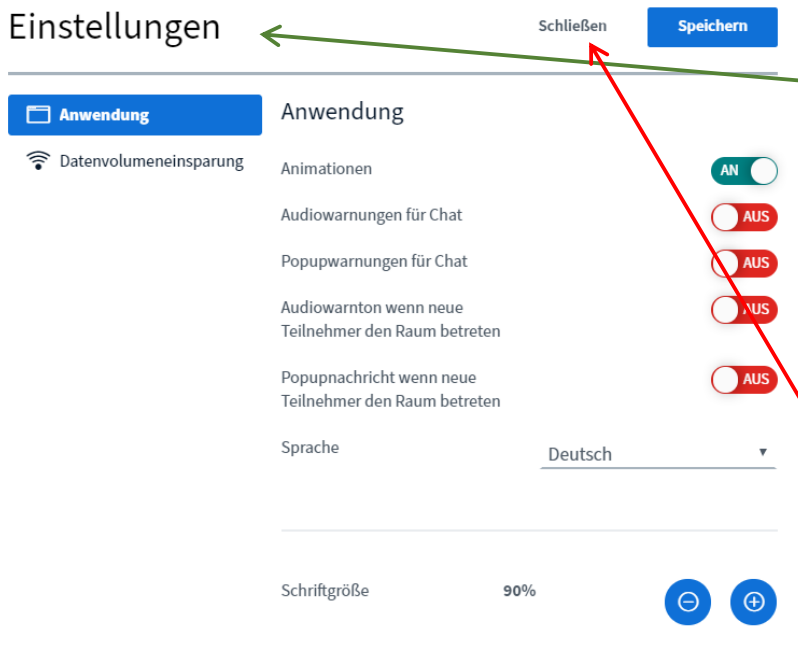 Einstellungen
Schließen
Speichern
Anwendung
Datenvolumeneinsparung
Anwendung
Animationen
AN
Audiowarnungen für Chat
AUS
Popupwarnungen für Chat
AUS
Audiowarnton wenn neue
Teilnehmer den Raum betreten
AUS
Popupnachricht wenn neue
Teilnehmer den Raum betreten
AUS
Sprache
Deutsch
Schriftgröße
90%